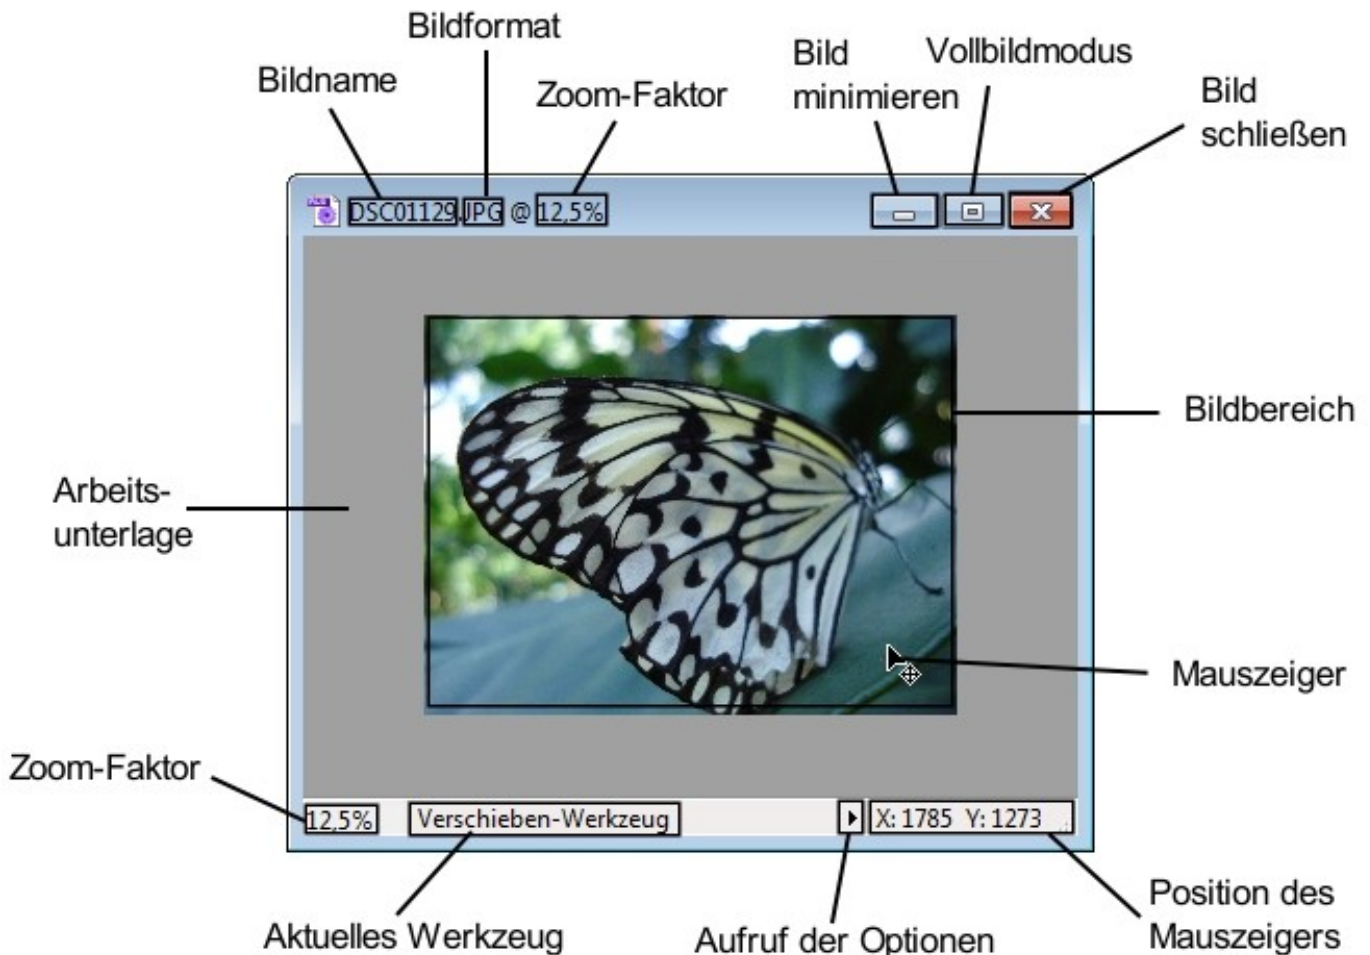 Bildformat
Bildname
Zoom-Faktor
Bild
minimieren
Vollbildmodus
Bild
schließen
DSC01129.JPG @ 12,5%
Bildbereich
Arbeits-
unterlage
Mauszeiger
Zoom-Faktor
12,5%
Verschieben-Werkzeug
X: 1785 Y: 1273
Aktuelles Werkzeug
Aufruf der Optionen
Position des
Mauszeigers